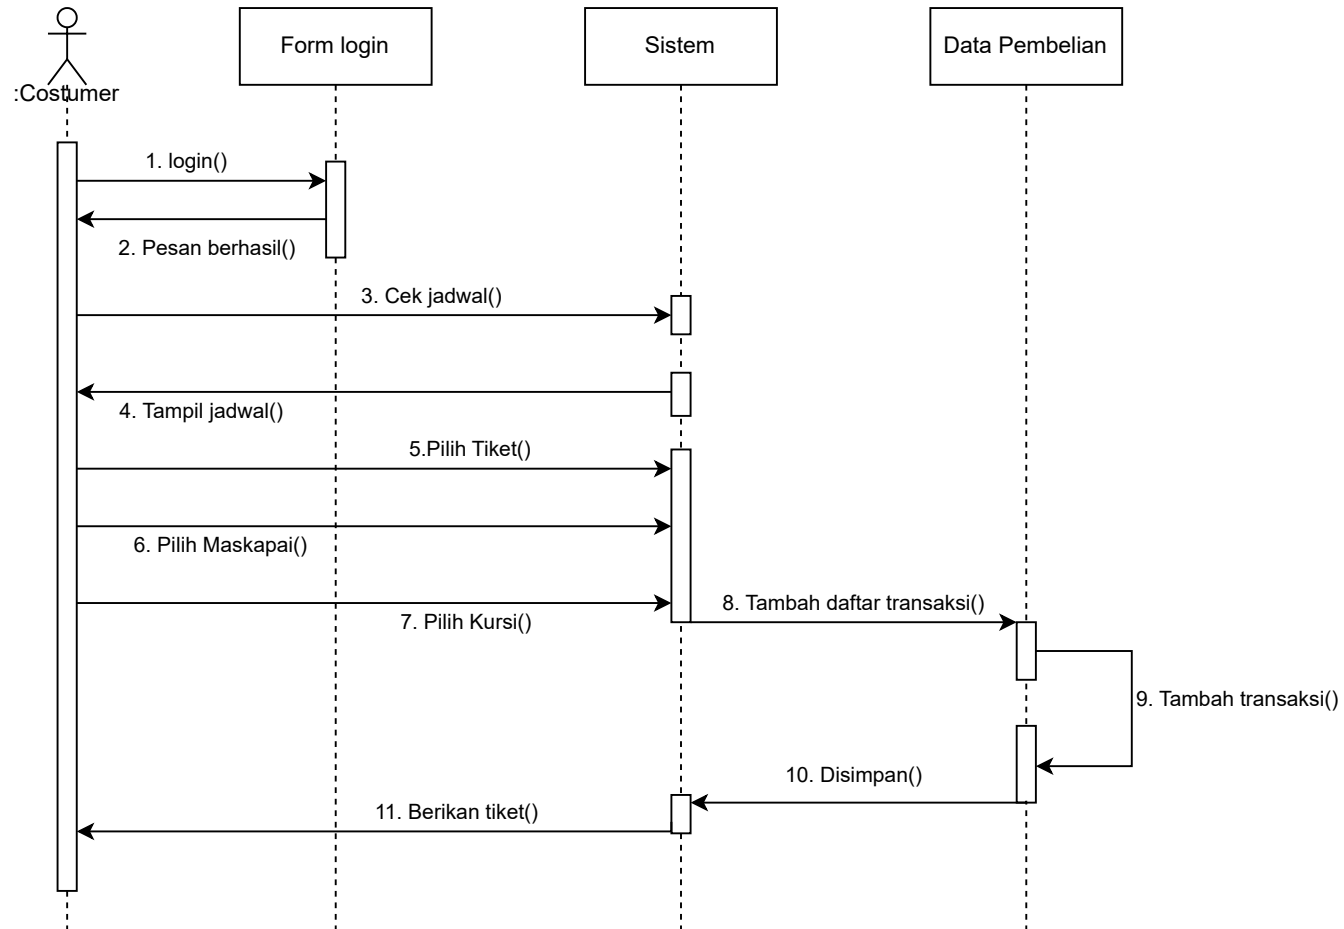 Form login
Sistem
Data Pembelian
:Costumer
1. login()
2. Pesan berhasil()
3. Cek jadwal()
4. Tampil jadwal()
5.Pilih Tiket()
6. Pilih Maskapai()
7. Pilih Kursi()
8. Tambah daftar transaksi()
9. Tambah transaksi()
10. Disimpan()
11. Berikan tiket()